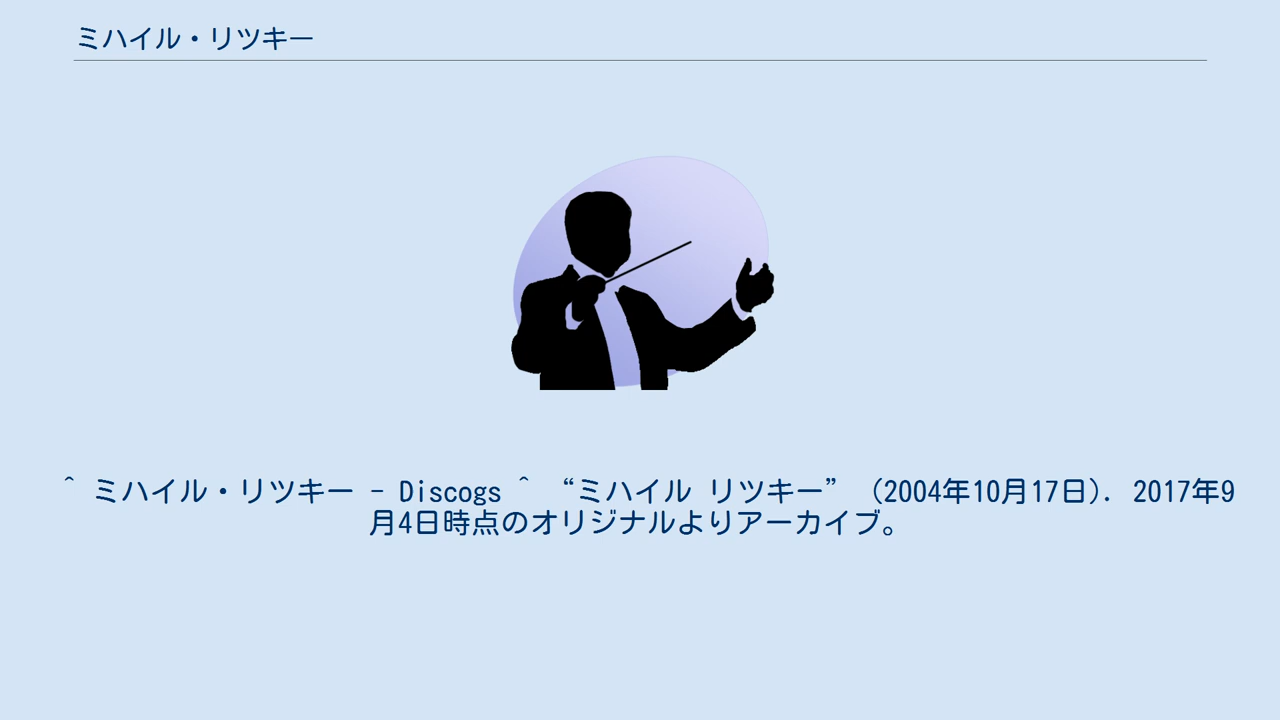 ミハイル・リツキー
^ ミハイル・リツキー - Discogs ^ “ミハイル リツキー” (2004年10月17日). 2017年9
月4日時点のオリジナルよりアーカイブ。